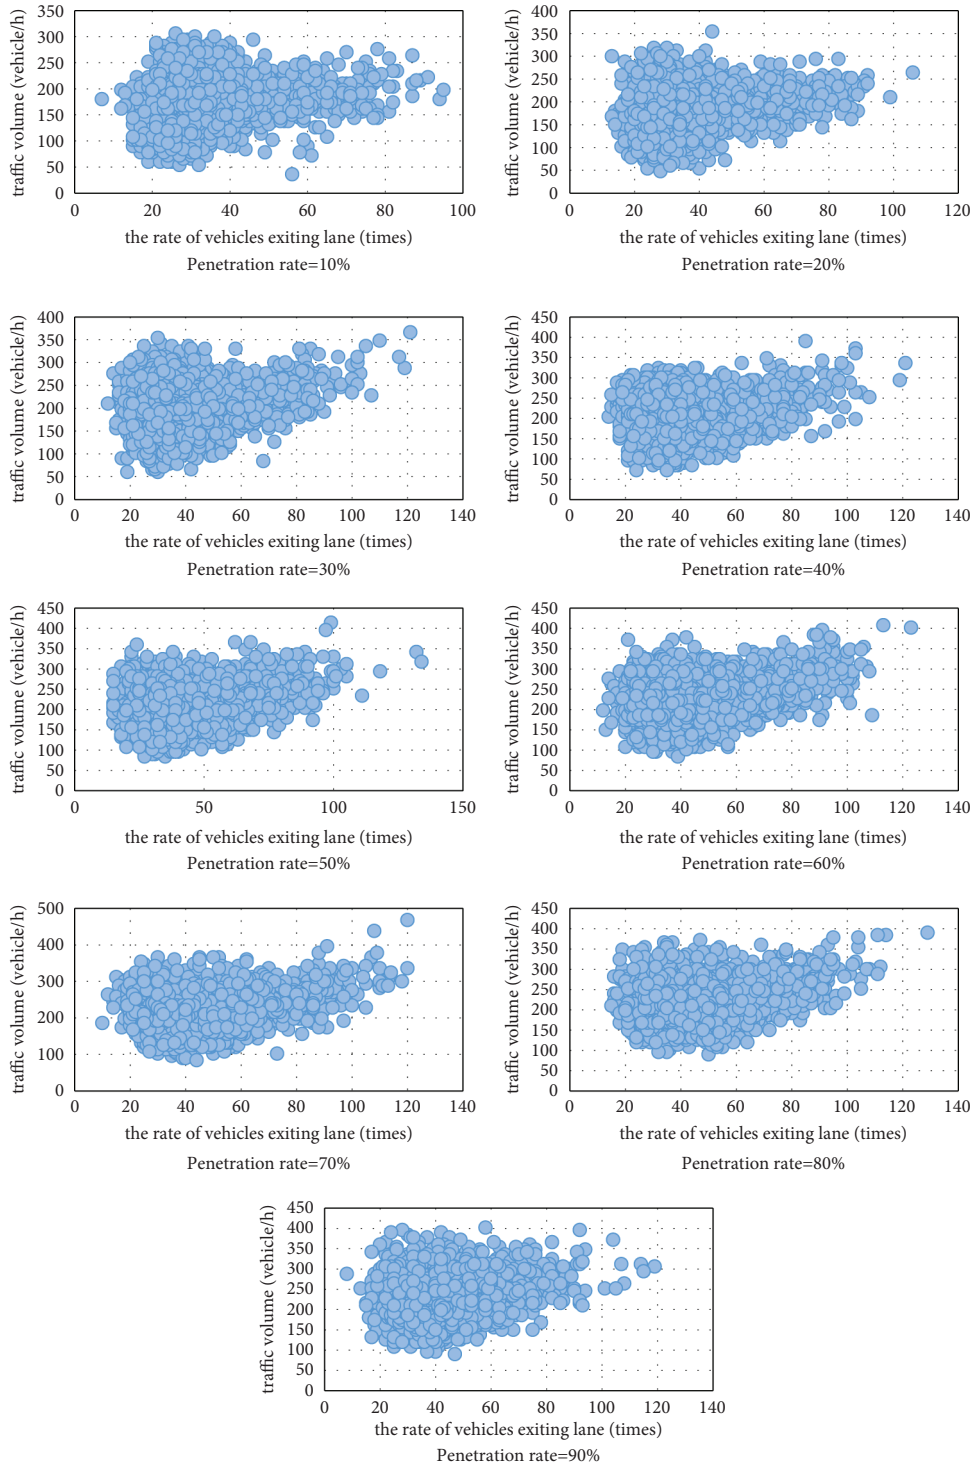 traffic volume (vehicle/h)
350
300
250
200
150
100
50
0
0 20 40 60 80 100
the rate of vehicles exiting lane (times)
Penetration rate=10%
traffic volume (vehicle/h)
400
350
300
250
200
150
100
50
0
0 20 40 60 80 100 120
the rate of vehicles exiting lane (times)
Penetration rate=20%
traffic volume (vehicle/h)
400
350
300
250
200
150
100
50
0
0 20 40 60 80 100 120 140
the rate of vehicles exiting lane (times)
Penetration rate=30%
traffic volume (vehicle/h)
450
400
350
300
250
200
150
100
50
0
0 20 40 60 80 100 120 140
the rate of vehicles exiting lane (times)
Penetration rate=40%
traffic volume (vehicle/h)
450
400
350
300
250
200
150
100
50
0
0 50 100 150
the rate of vehicles exiting lane (times)
Penetration rate=50%
traffic volume (vehicle/h)
450
400
350
300
250
200
150
100
50
0
0 20 40 60 80 100 120 140
the rate of vehicles exiting lane (times)
Penetration rate=60%
traffic volume (vehicle/h)
500
400
300
200
100
0
0 20 40 60 80 100 120 140
the rate of vehicles exiting lane (times)
Penetration rate=70%
traffic volume (vehicle/h)
450
400
350
300
250
200
150
100
50
0
0 20 40 60 80 100 120 140
the rate of vehicles exiting lane (times)
Penetration rate=80%
traffic volume (vehicle/h)
450
400
350
300
250
200
150
100
50
0
0 20 40 60 80 100 120 140
the rate of vehicles exiting lane (times)
Penetration rate=90%